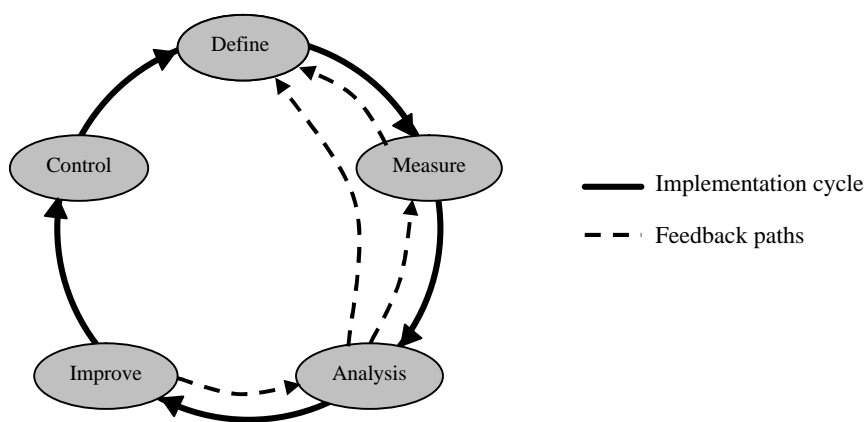 Define
Control
Measure
Implementation cycle
Feedback paths
Improve
Analysis